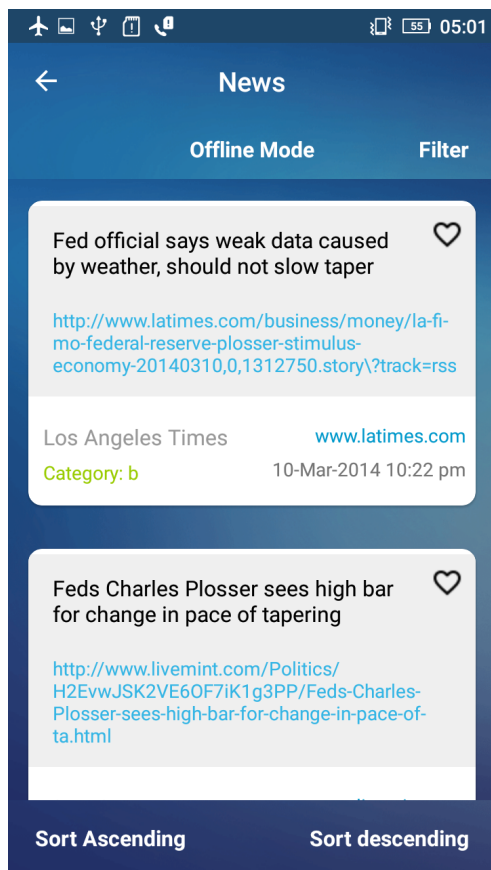 55 05:01
News
Offline Mode Filter
Fed official says weak data caused
by weather, should not slow taper
http://www.latimes.com/business/money/la-fi-
mo-federal-reserve-plosser-stimulus-
economy-20140310,0,1312750.story\?track=rss
Los Angeles Times www.latimes.com
Category: b 10-Mar-2014 10:22 pm
Feds Charles Plosser sees high bar
for change in pace of tapering
http://www.livemint.com/Politics/
H2EvwJSK2VE6OF7iK1g3PP/Feds-Charles-
Plosser-sees-high-bar-for-change-in-pace-of-
ta.html
Sort Ascending Sort descending